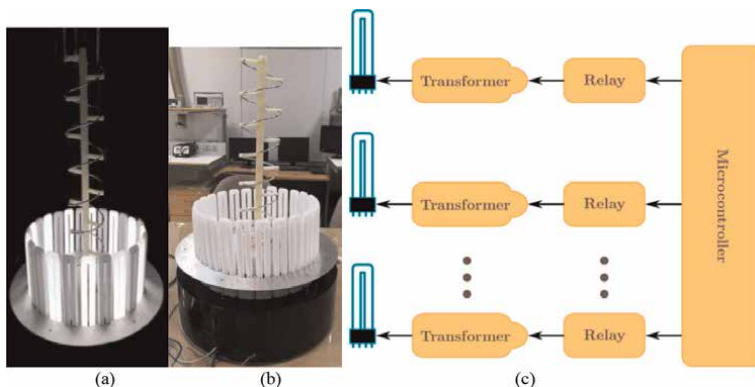 Transformer
Relay
Transformer
Relay
Transformer
Relay
Microcontroller
(a)
(b)
(c)